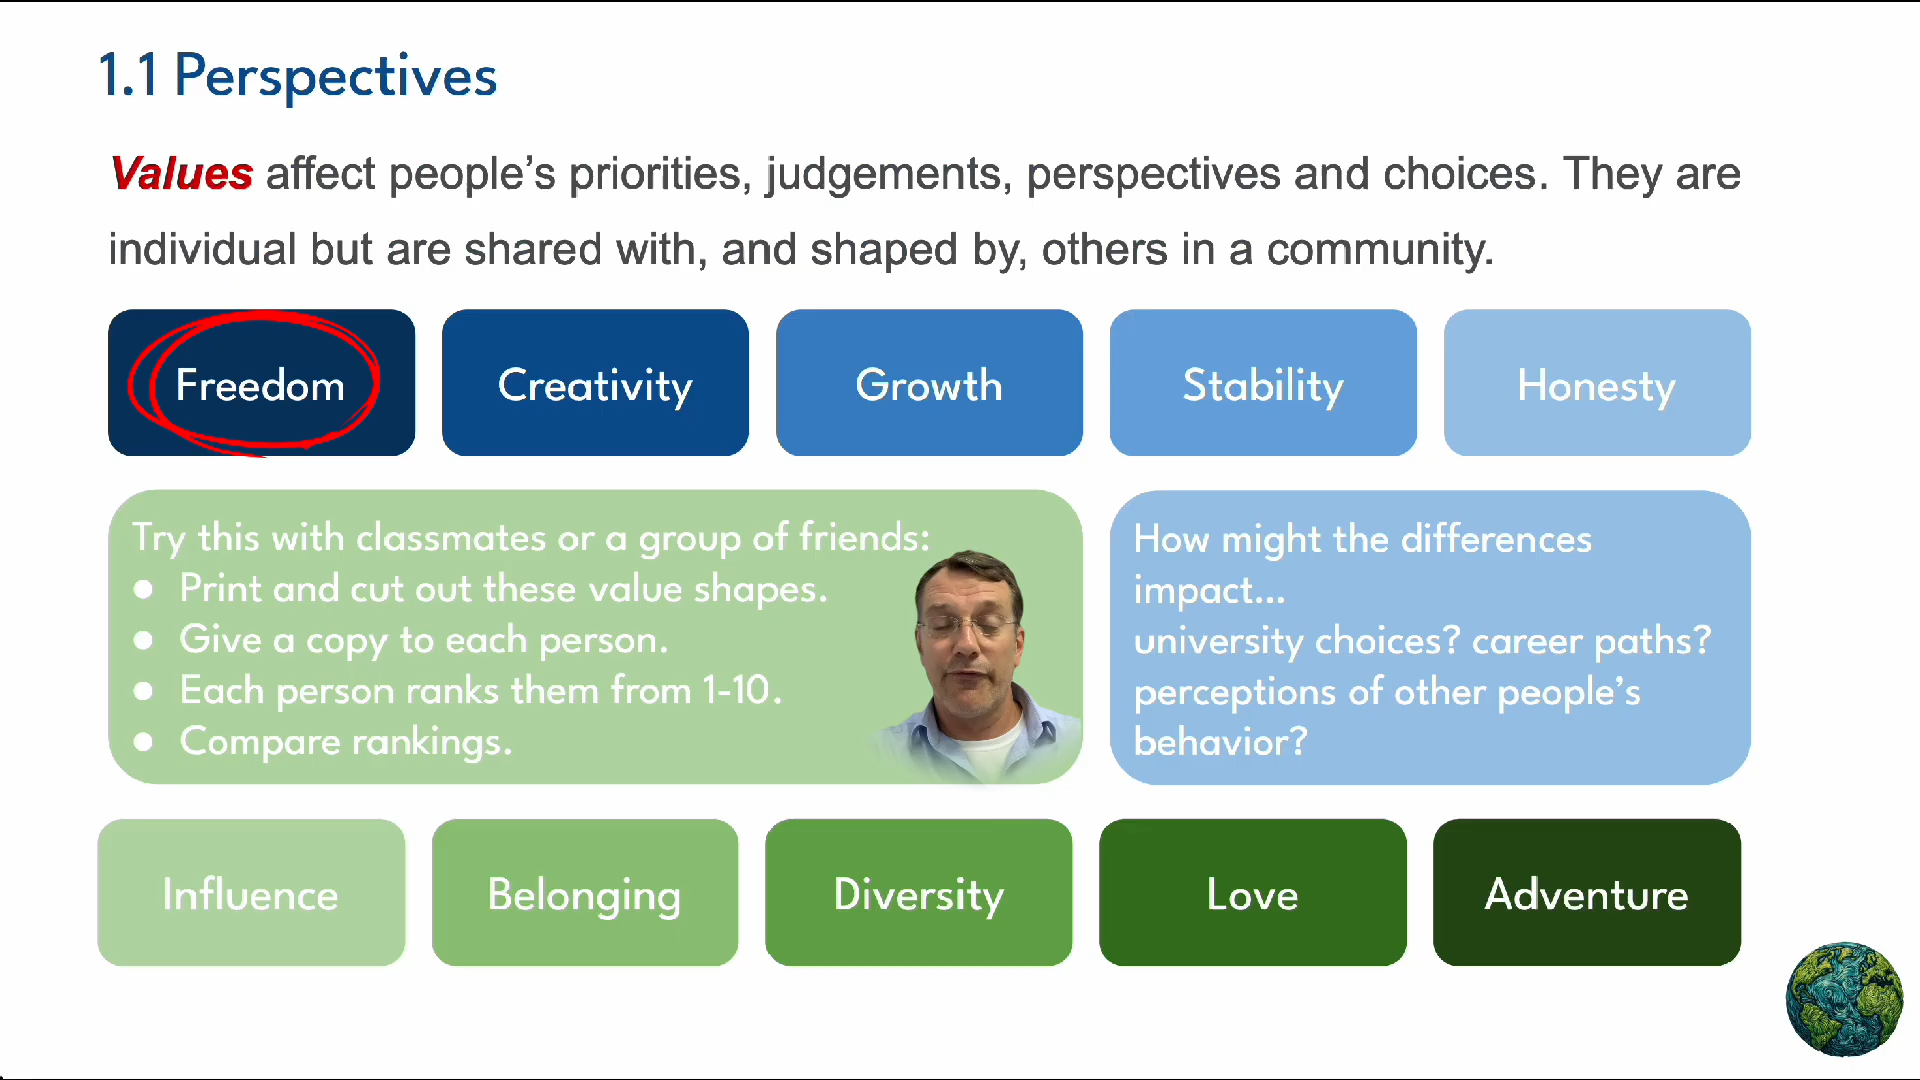 1.1 Perspectives
Values affect people’s priorities, judgements, perspectives and choices. They are
individual but are shared with, and shaped by, others in a community.
Freedom
Creativity
Growth
Stability
Honesty
Try this with classmates or a group of friends:
● Print and cut out these value shapes.
● Give a copy to each person.
● Each person ranks them from 1-10.
● Compare rankings.
How might the differences
impact...
university choices? career paths?
perceptions of other people’s
behavior?
Influence
Belonging
Diversity
Love
Adventure